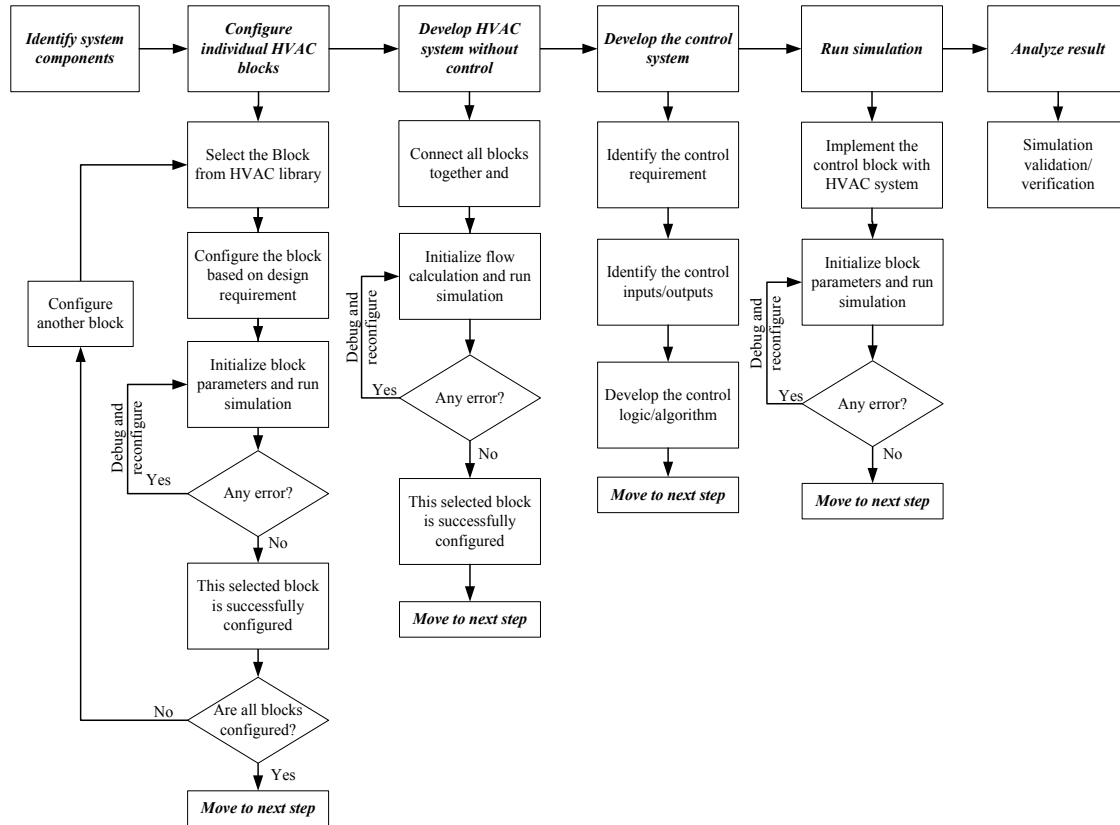 Identify system
components
Configure
individual HVAC
blocks
Develop HVAC
system without
control
Develop the control
system
Run simulation
Analyze result
Select the Block
from HVAC library
Configure the block
based on design
requirement
Configure
another block
Initialize block
parameters and run
simulation
Debug and
reconfigure
Yes
Any error?
No
This selected block
is successfully
configured
No
Are all blocks
configured?
Yes
Move to next step
Connect all blocks
together and
Initialize flow
calculation and run
simulation
Debug and
reconfigure
Yes
Any error?
No
This selected block
is successfully
configured
Move to next step
Identify the control
requirement
Identify the control
inputs/outputs
Develop the control
logic/algorithm
Move to next step
Implement the
control block with
HVAC system
Initialize block
parameters and run
simulation
Debug and
reconfigure
Yes
Any error?
No
Move to next step
Simulation
validation/
verification